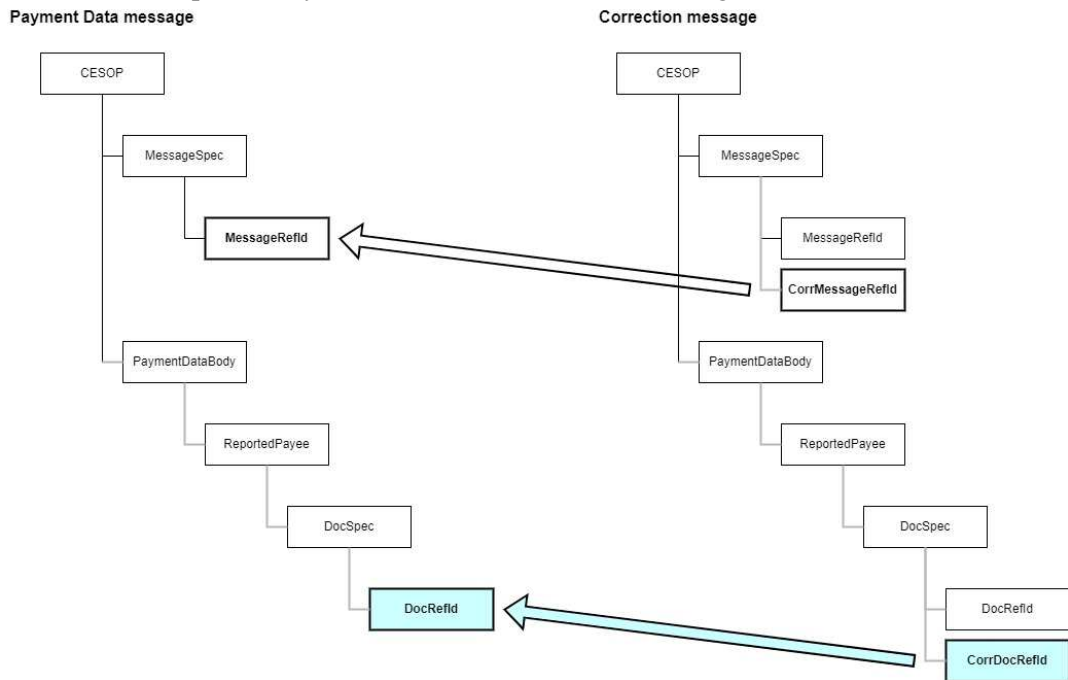 Payment Data message
CESOP
MessageSpec
MessageRefId
PaymentDataBody
ReportedPayee
DocSpec
DocRefId
Correction message
CESOP
MessageSpec
MessageRefId
CorrMessageRefId
PaymentDataBody
ReportedPayee
DocSpec
DocRefId
CorrDocRefId